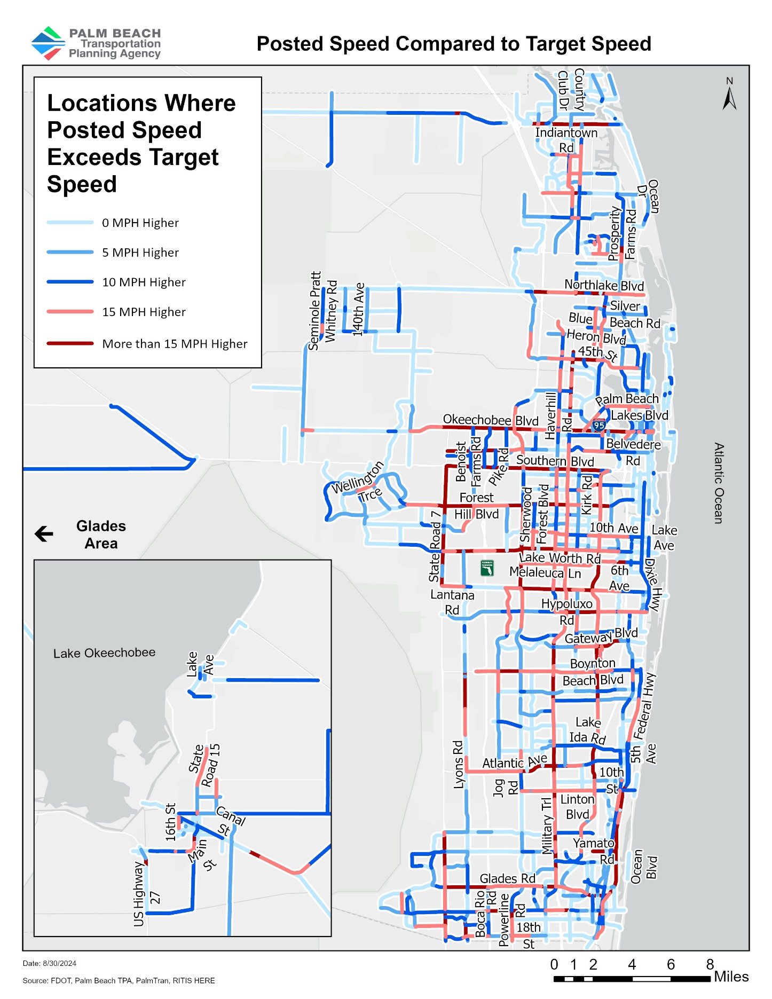 PALM BEACH
Transportation
Planning Agency
Posted Speed Compared to Target Speed
Locations Where
Posted Speed
Exceeds Target
Speed
0 MPH Higher
5 MPH Higher
10 MPH Higher
15 MPH Higher
More than 15 MPH Higher
N
Country
Club Dr
Indiantown
Rd
Ocean
Dr
Prosperity
Farms Rd
Northlake Blvd
Seminole Pratt
Whitney Rd
140th Ave
Silver
Beach Rd
Blue
Heron Blvd
45th St
Palm Beach
Lakes Blvd
Haverhill
Rd
Okeechobee Blvd
95
Belvedere
Rd
Benoist
Farms Rd
Pike Rd
Southern Blvd
Wellington
Trce
Forest
Hill Blvd
Sherwood
Forest Blvd
Kirk Rd
Atlantic Ocean
Glades
Area
State Road 7
10th Ave
Lake
Ave
Lake Worth Rd
FLORIDA'S
TURNPIKE
Melaleuca Ln
6th
Ave
Dixie Hwy
Lantana
Rd
Hypoluxo
Rd
Gateway Blvd
Boynton
Beach Blvd
Federal Hwy
Lake
Ida Rd
5th
Ave
Lyons Rd
Atlantic Ave
Jog
Rd
10th
St
Linton
Blvd
Military Trl
Yamato
Rd
Ocean
Blvd
Glades Rd
Boca Rio
Rd
Powerline
Rd
18th
St
Lake Okeechobee
Lake
Ave
State
Road 15
16th St
Canal
St
Main
St
US Highway
27
Date: 8/30/2024
Source: FDOT, Palm Beach TPA, PalmTran, RITIS HERE
0 1 2 4 6 8
Miles